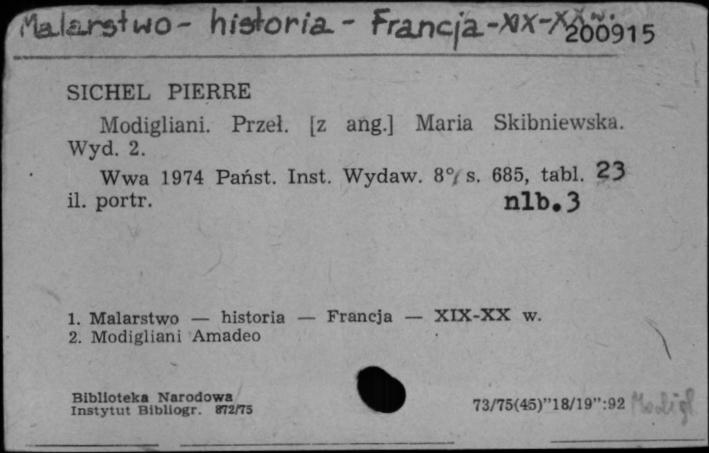 Malarstwo - historia - Francja - XIX-XX w.
200915
SICHEL PIERRE
Modigliani. Przeł. [z ang.] Maria Skibniewska.
Wyd. 2.
Wwa 1974 Państ. Inst. Wydaw. 8°, s. 685, tabl. 23
il. portr. nlb. 3
1. Malarstwo — historia — Francja — XIX-XX w.
2. Modigliani Amadeo
Biblioteka Narodowa
Instytut Bibliogr. 872/75
73/75(45)"18/19":92 Modigl.